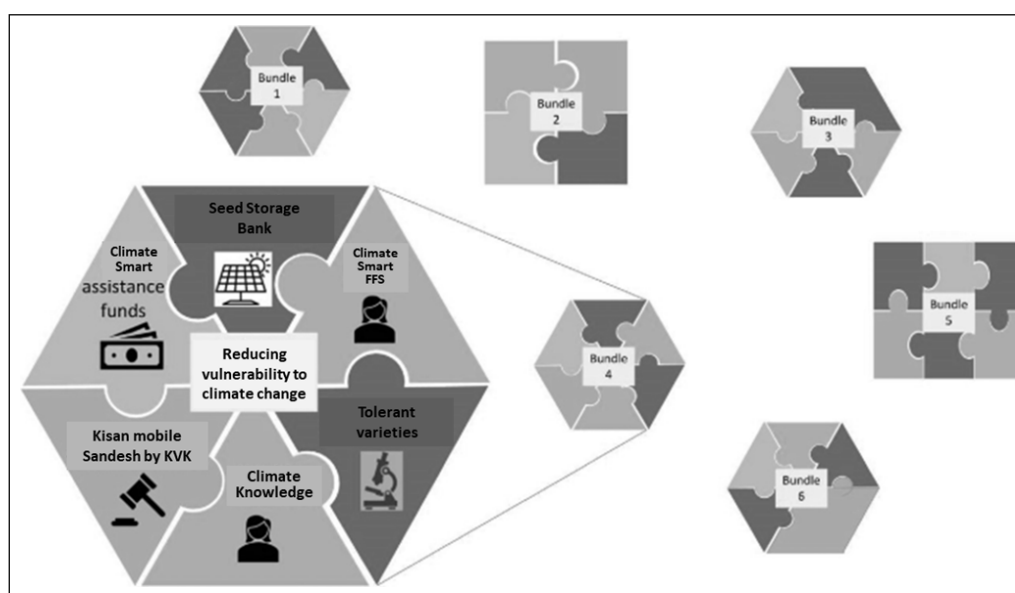 Bundle
1
Bundle
2
Bundle
3
Seed Storage
Bank
Climate
Smart
assistance
funds
Climate
Smart
FFS
Reducing
vulnerability to
climate change
Bundle
4
Bundle
5
Kisan mobile
Sandesh by KVK
Tolerant
varieties
Climate
Knowledge
Bundle
6